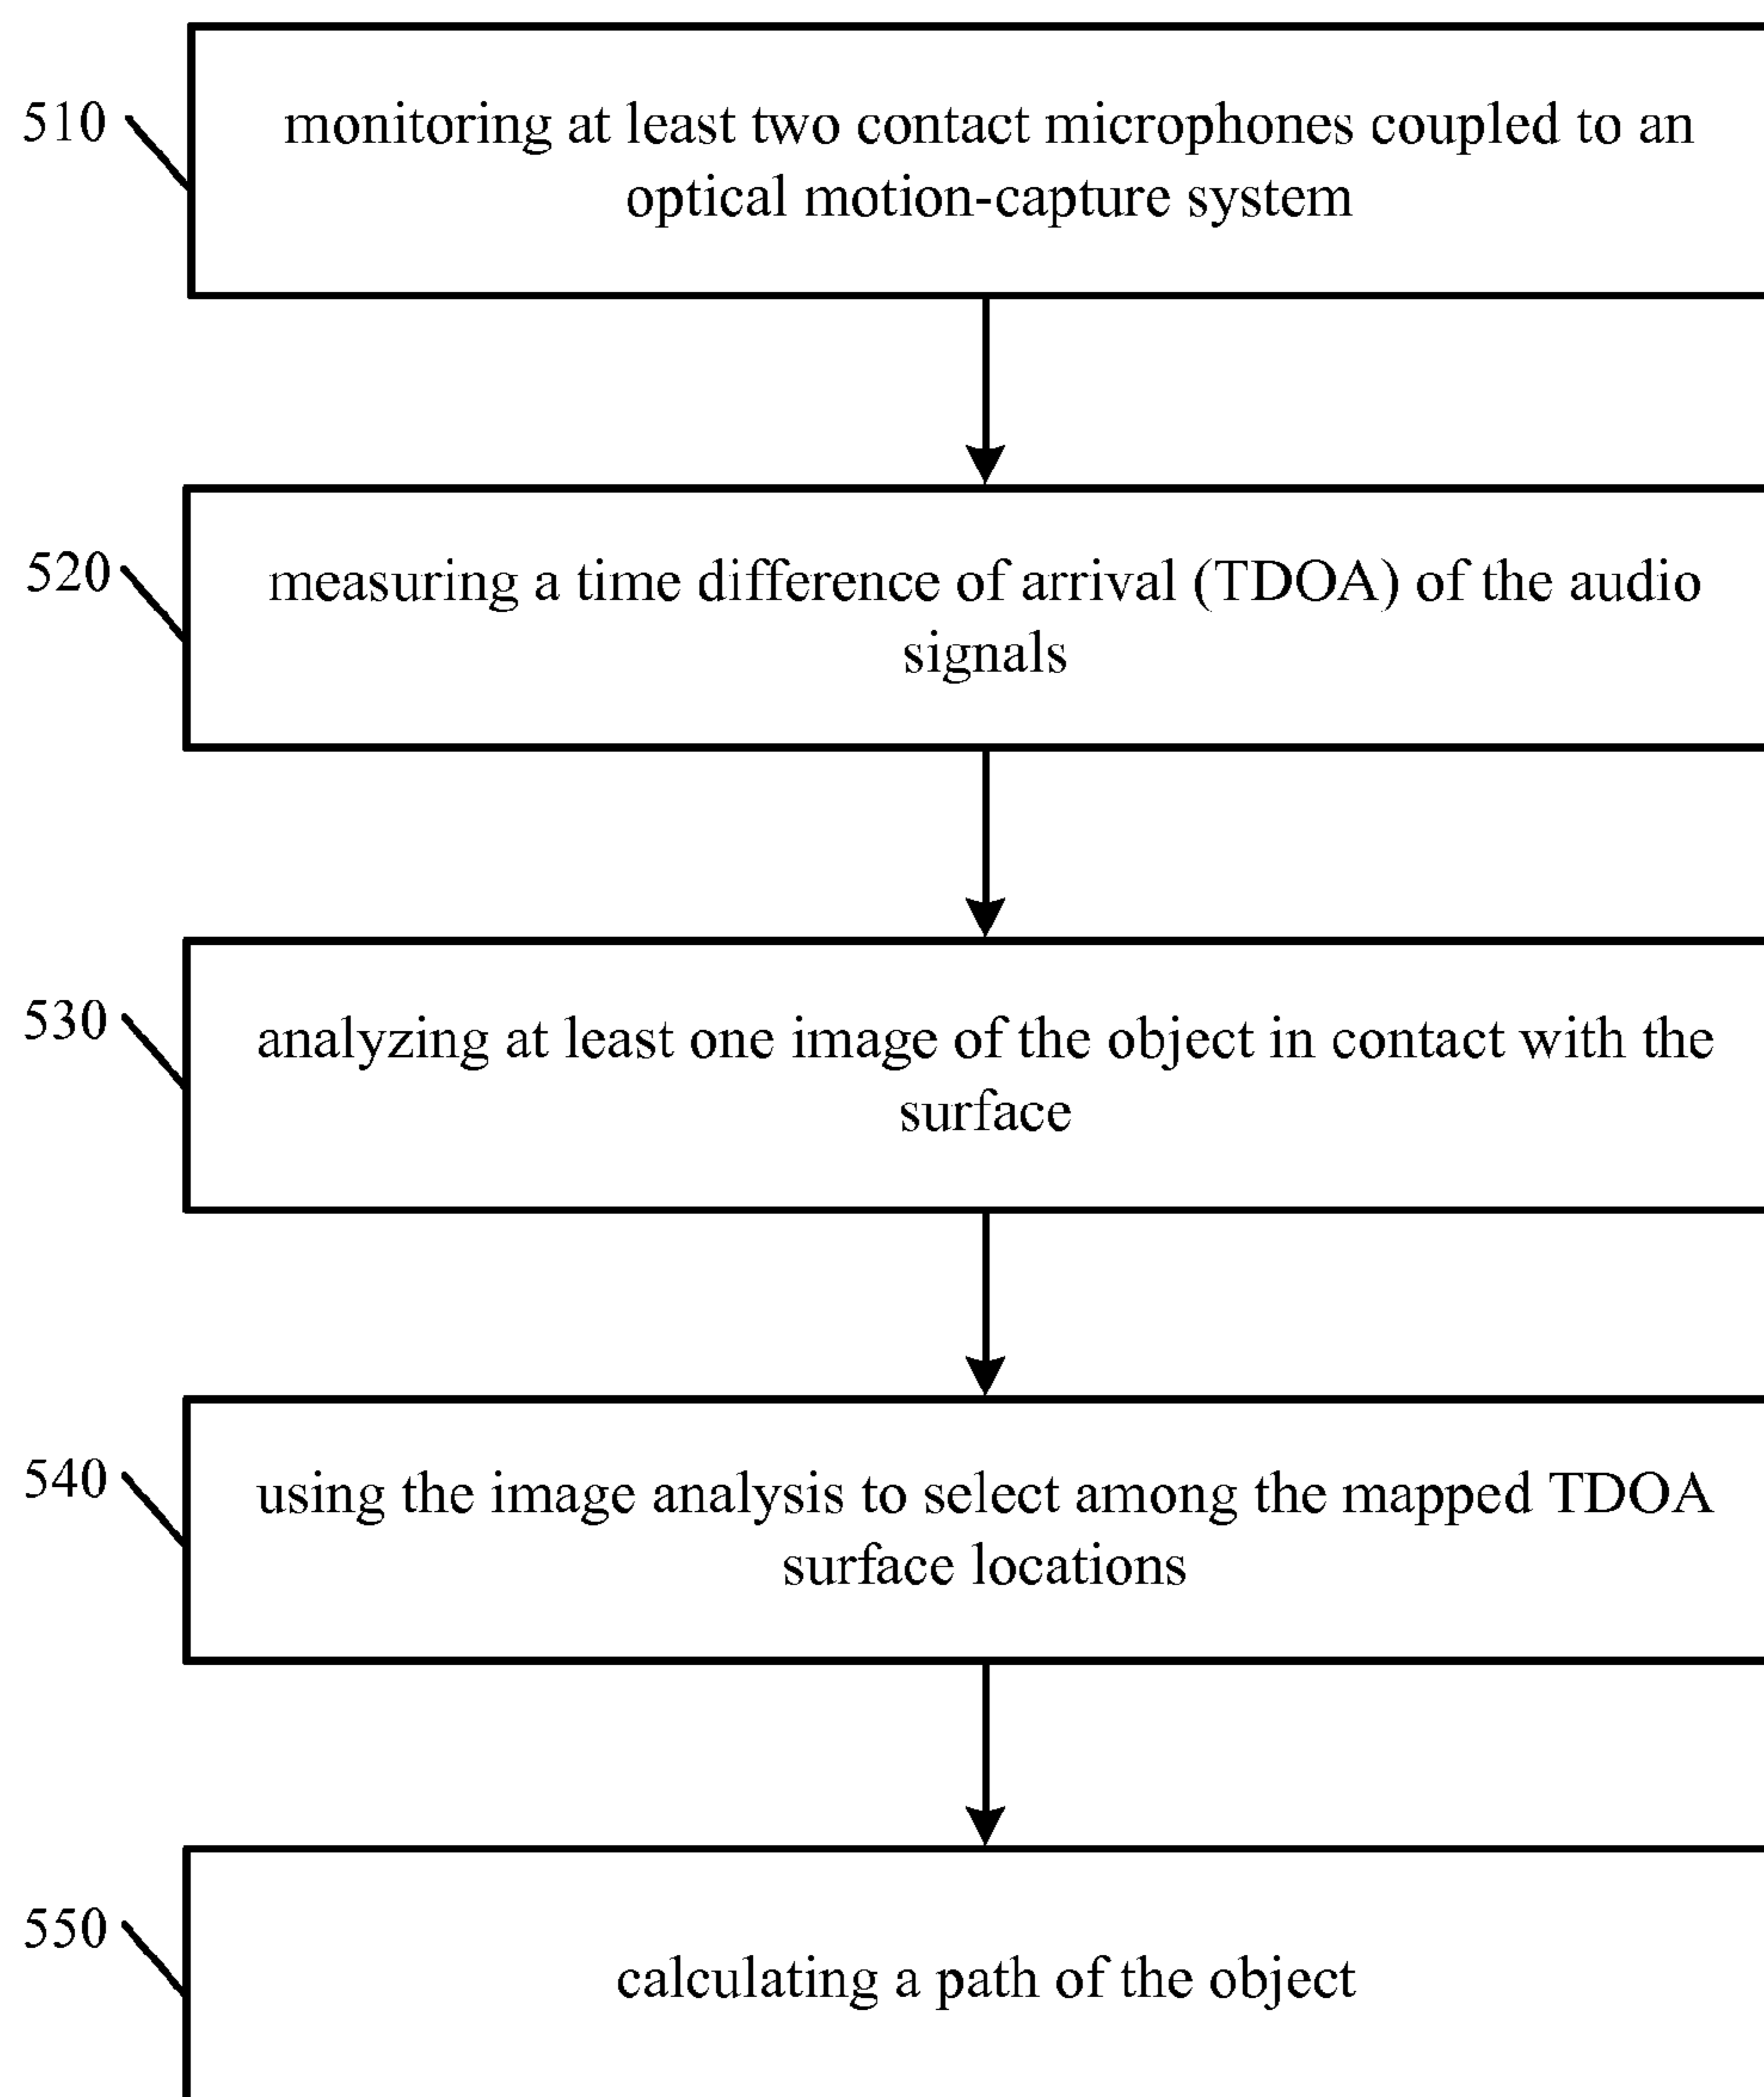 510
monitoring at least two contact microphones coupled to an
optical motion-capture system
520
measuring a time difference of arrival (TDOA) of the audio
signals
530
analyzing at least one image of the object in contact with the
surface
540
using the image analysis to select among the mapped TDOA
surface locations
550
calculating a path of the object